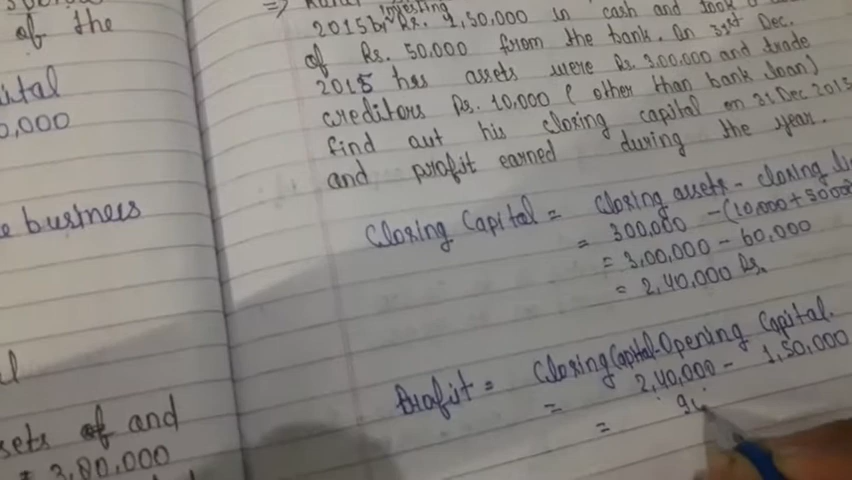 of the
0,000
e business
sets of and
3,00,000
investing
2015 by Rs. 1,50,000 in cash and took
of Rs. 50.000 from the bank. On 31st Dec.
2015 his assets were Rs. 3,00,000 and trade
creditors Rs. 10,000 ( other than bank loan)
find out his closing capital on 31 Dec 2015
and profit earned during the year.
Closing Capital = Closing assets - closing li
= 300,000 - (10,000 + 50000)
= 3,00,000 - 60,000
= 2,40,000 Rs.
Profit = Closing Capital - Opening Capital.
= 2,40,000 - 1,50,000
= 9